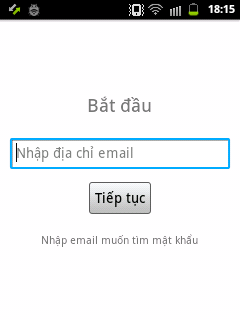 18:15
Bắt đầu
Nhập địa chỉ email
Tiếp tục
Nhập email muốn tìm mật khẩu